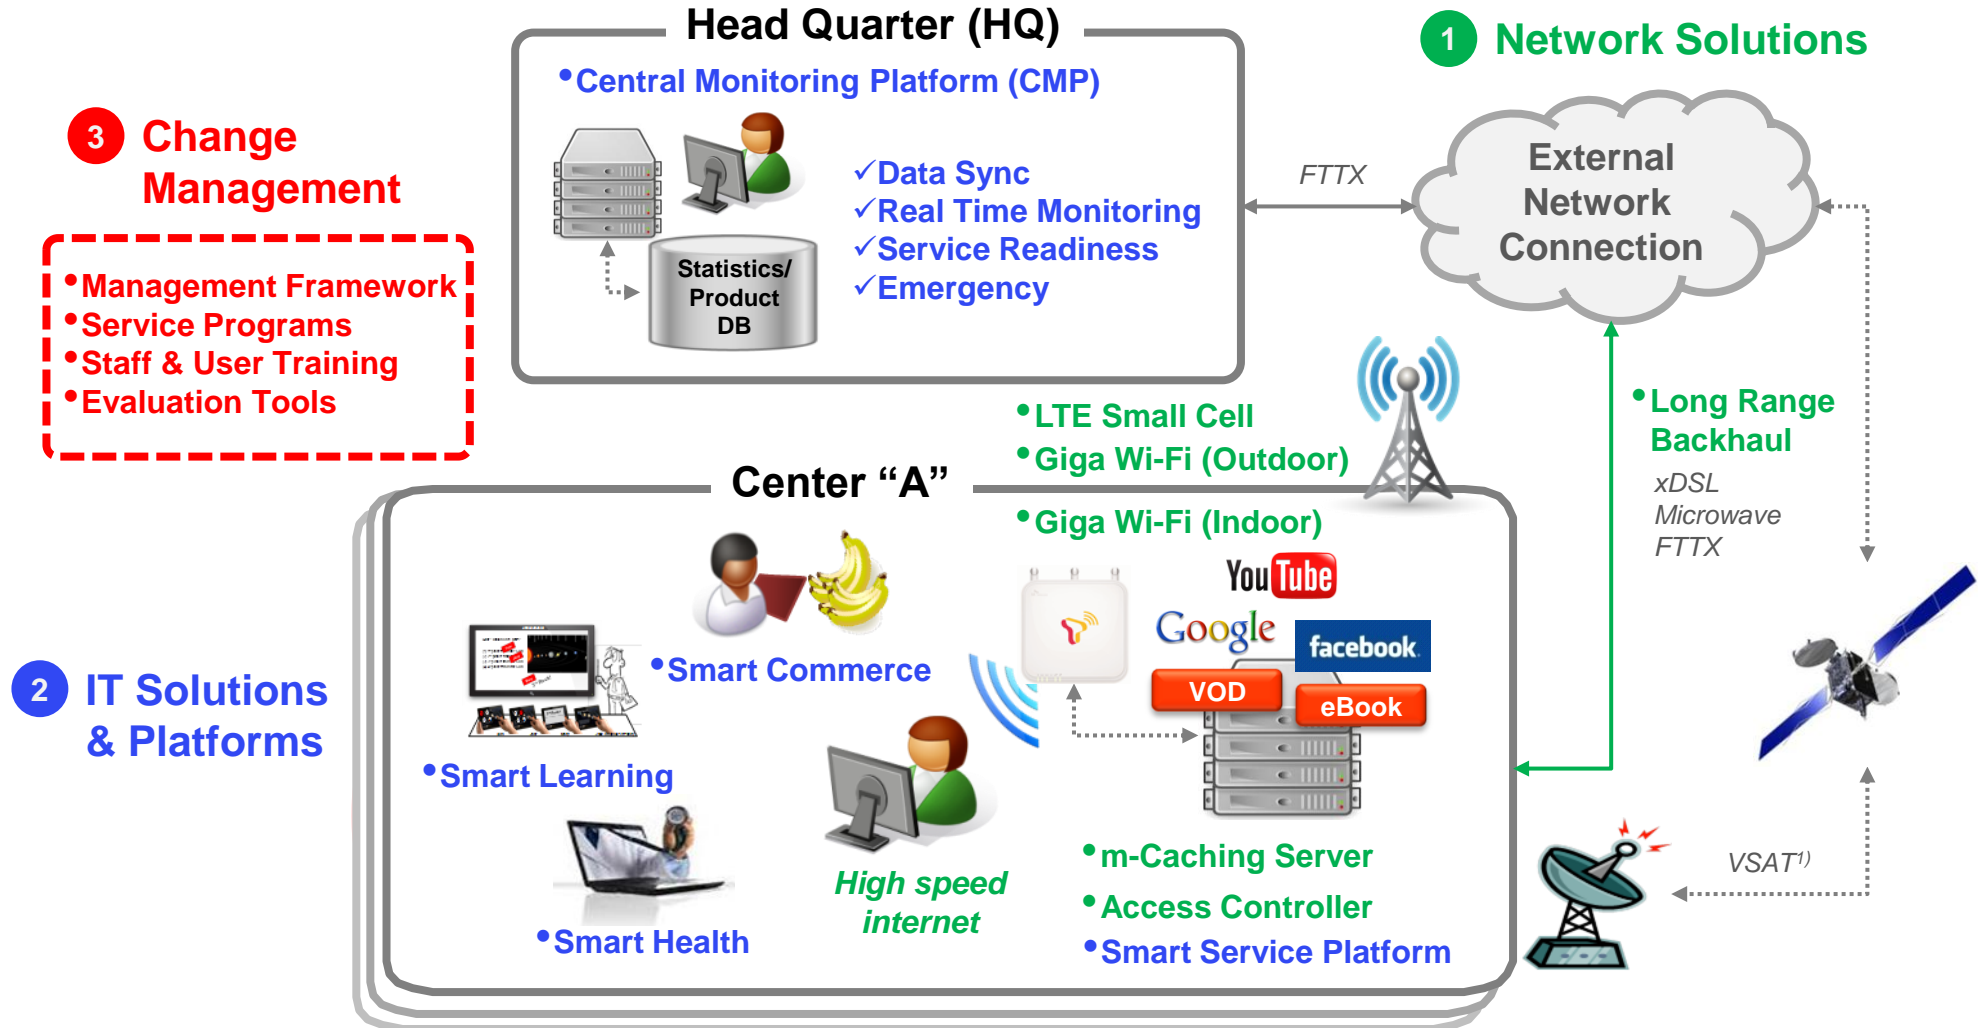 Head Quarter (HQ)
•Central Monitoring Platform (CMP)
✓Data Sync
✓Real Time Monitoring
✓Service Readiness
✓Emergency
Statistics/
Product
DB
1 Network Solutions
External
Network
Connection
FTTX
3 Change
Management
•Management Framework
•Service Programs
•Staff & User Training
•Evaluation Tools
•LTE Small Cell
•Giga Wi-Fi (Outdoor)
•Giga Wi-Fi (Indoor)
•Long Range
Backhaul
xDSL
Microwave
FTTX
Center “A”
2 IT Solutions
& Platforms
•Smart Commerce
•Smart Learning
•Smart Health
High speed
internet
YouTube
Google
facebook
VOD
eBook
•m-Caching Server
•Access Controller
•Smart Service Platform
VSAT1)